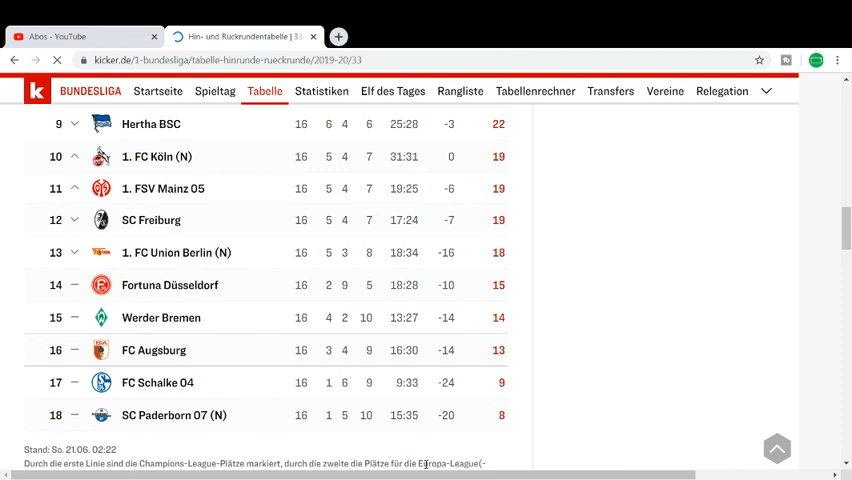 Abos - YouTube
Hin- und Rückrundentabelle | 33.
kicker.de/1-bundesliga/tabelle-hinrunde-rueckrunde/2019-20/33
k BUNDESLIGA Startseite Spieltag Tabelle Statistiken Elf des Tages Rangliste Tabellenrechner Transfers Vereine Relegation
9 Hertha BSC 16 6 4 6 25:28 -3 22
10 1. FC Köln (N) 16 5 4 7 31:31 0 19
11 1. FSV Mainz 05 16 5 4 7 19:25 -6 19
12 SC Freiburg 16 5 4 7 17:24 -7 19
13 1. FC Union Berlin (N) 16 5 3 8 18:34 -16 18
14 Fortuna Düsseldorf 16 2 9 5 18:28 -10 15
15 Werder Bremen 16 4 2 10 13:27 -14 14
16 FC Augsburg 16 3 4 9 16:30 -14 13
17 FC Schalke 04 16 1 6 9 9:33 -24 9
18 SC Paderborn 07 (N) 16 1 5 10 15:35 -20 8
Stand: So. 21.06. 02:22
Durch die erste Linie sind die Champions-League-Plätze markiert, durch die zweite die Plätze für die Europa-League(-